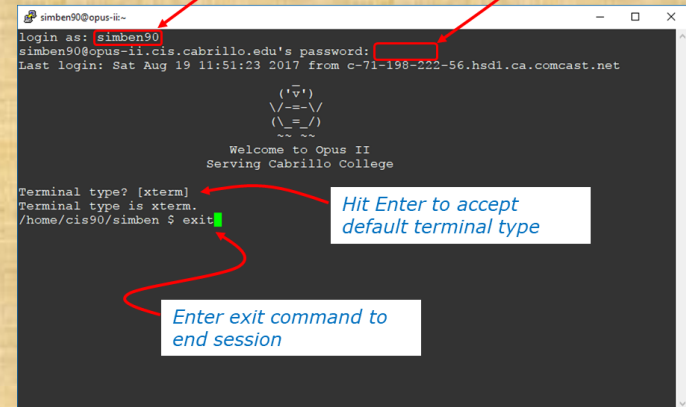 simben90@opus-ii:~
login as: simben90
simben90@opus-ii.cis.cabrillo.edu's password:
Last login: Sat Aug 19 11:51:23 2017 from c-71-198-222-56.hsd1.ca.comcast.net
_
('v')
\/-=-\/
(\_=_/)
~~ ~~
Welcome to Opus II
Serving Cabrillo College
Terminal type? [xterm]
Terminal type is xterm.
/home/cis90/simben $ exit
Hit Enter to accept
default terminal type
Enter exit command to
end session